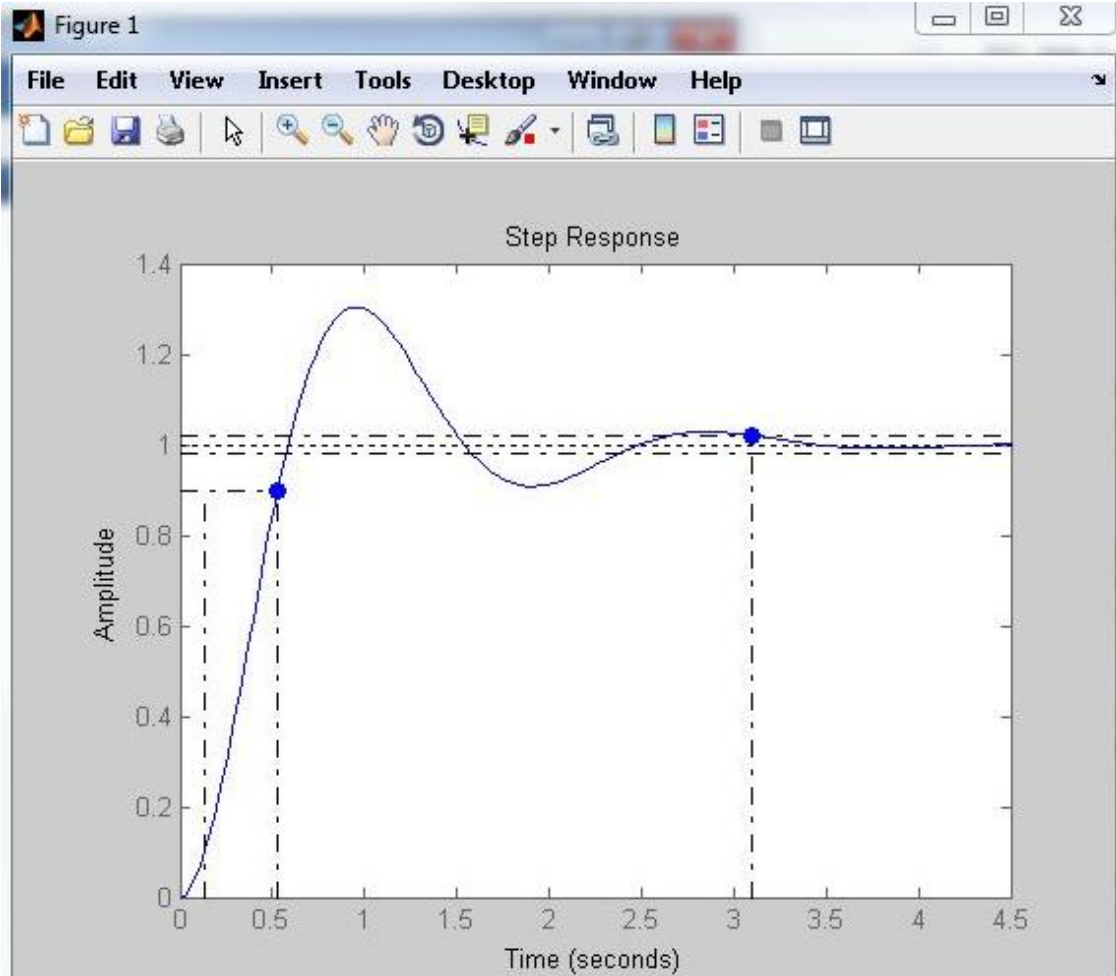 Figure 1
File Edit View Insert Tools Desktop Window Help
Step Response
1.4
1.2
1
0.8
0.6
0.4
0.2
0
Amplitude
0 0.5 1 1.5 2 2.5 3 3.5 4 4.5
Time (seconds)